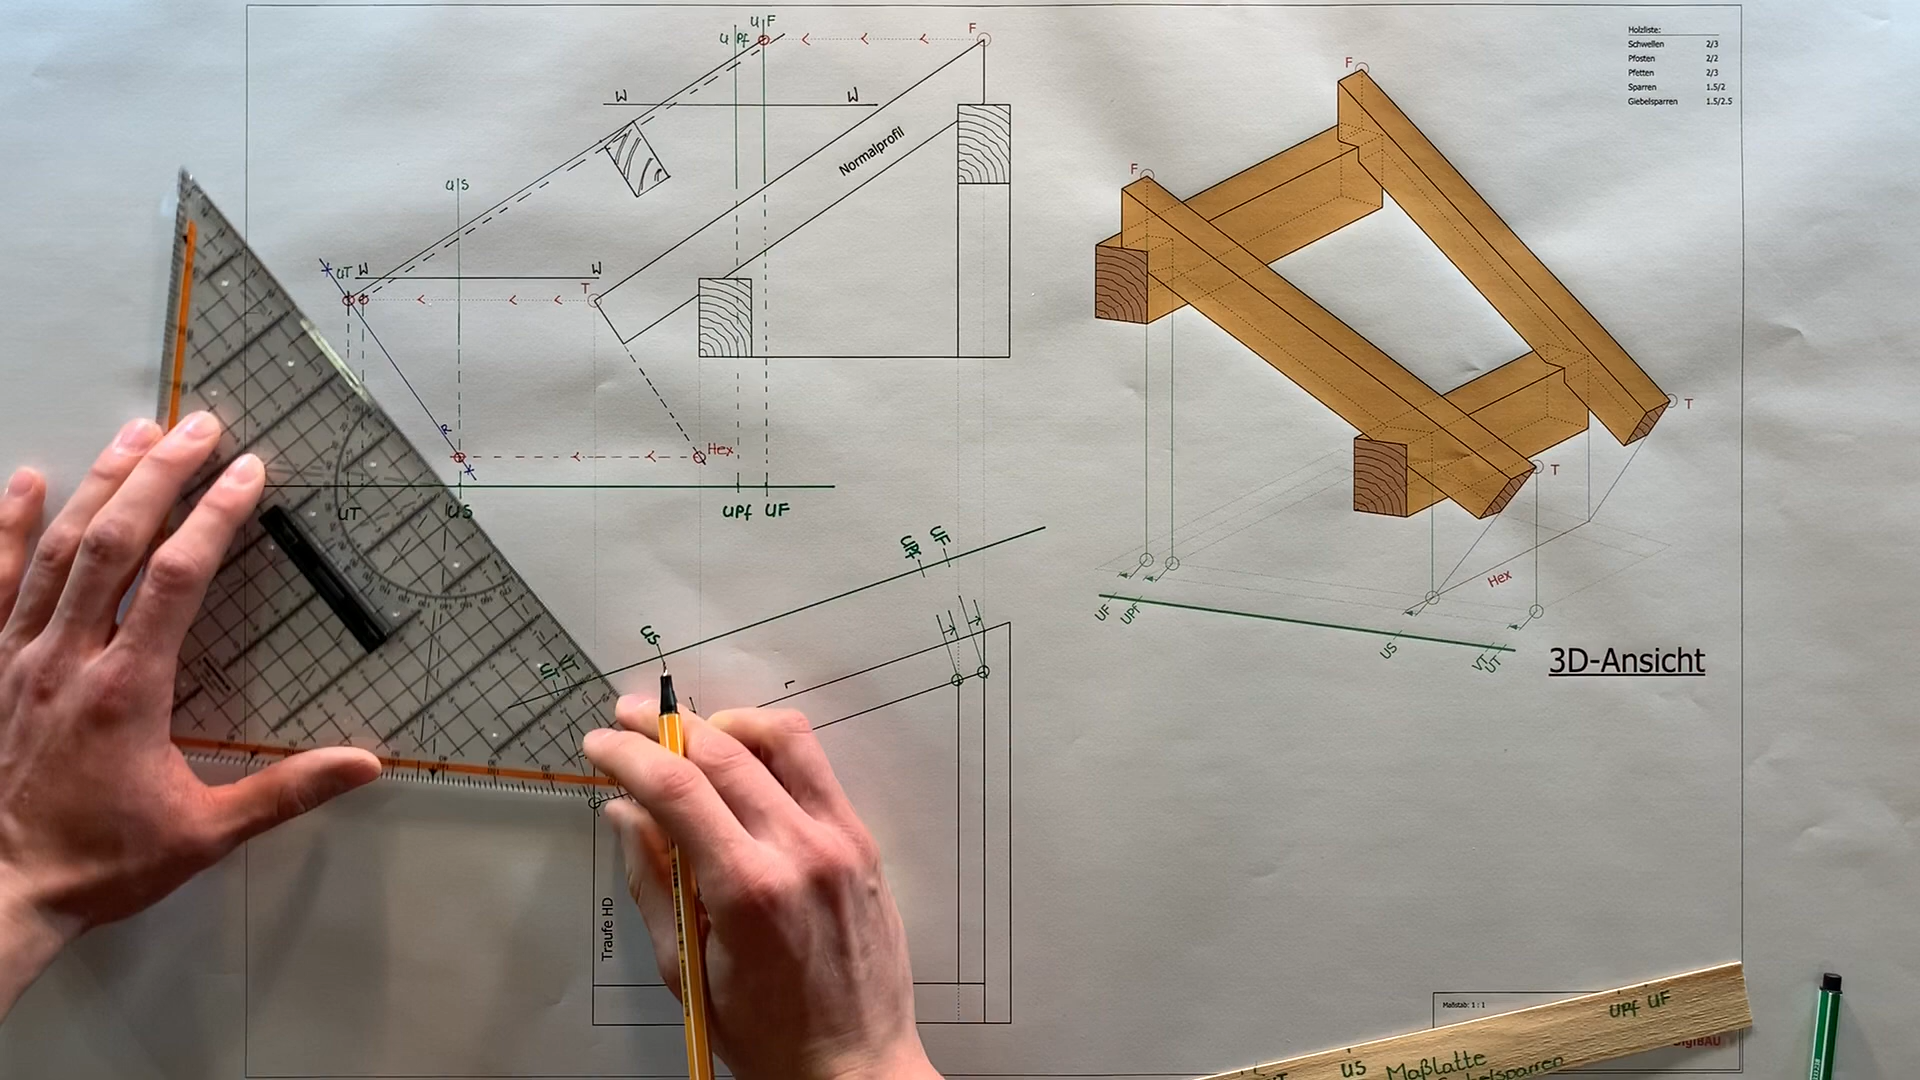 U F
U Pf
F
W
W
Normalprofil
U S
UT
W
W
T
R
Hex
UT
US
UPf
UF
UPf
UF
US
VT
UT
Traufe HD
Holzliste:
Schwellen 2/3
Pfosten 2/2
Pfetten 2/3
Sparren 1.5/2
Giebelsparren 1.5/2.5
F
F
T
T
Hex
UF
UPf
US
VT
UT
3D-Ansicht
Maßstab: 1 : 1
DigiBAU
UPf UF
US
Maßlatte